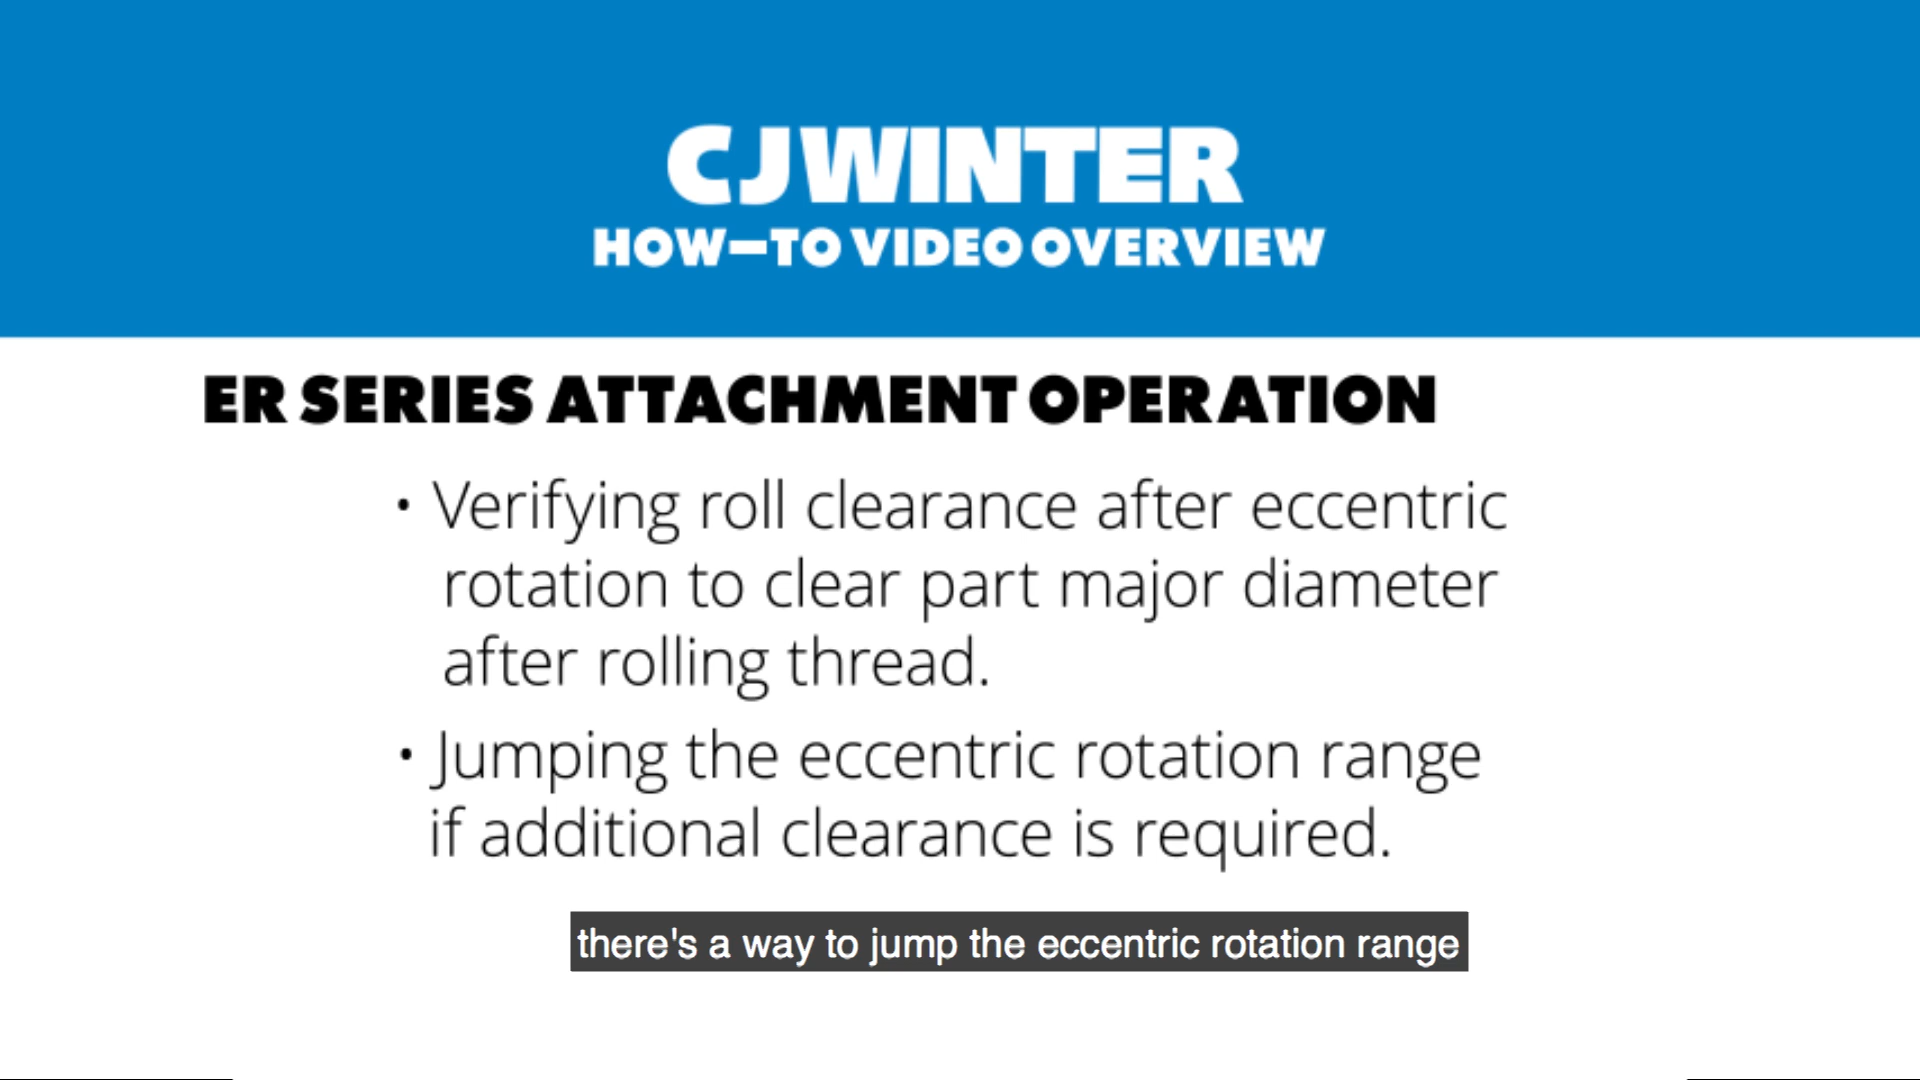 CJWINTER
HOW–TO VIDEO OVERVIEW
ER SERIES ATTACHMENT OPERATION
• Verifying roll clearance after eccentric
rotation to clear part major diameter
after rolling thread.
• Jumping the eccentric rotation range
if additional clearance is required.
there's a way to jump the eccentric rotation range